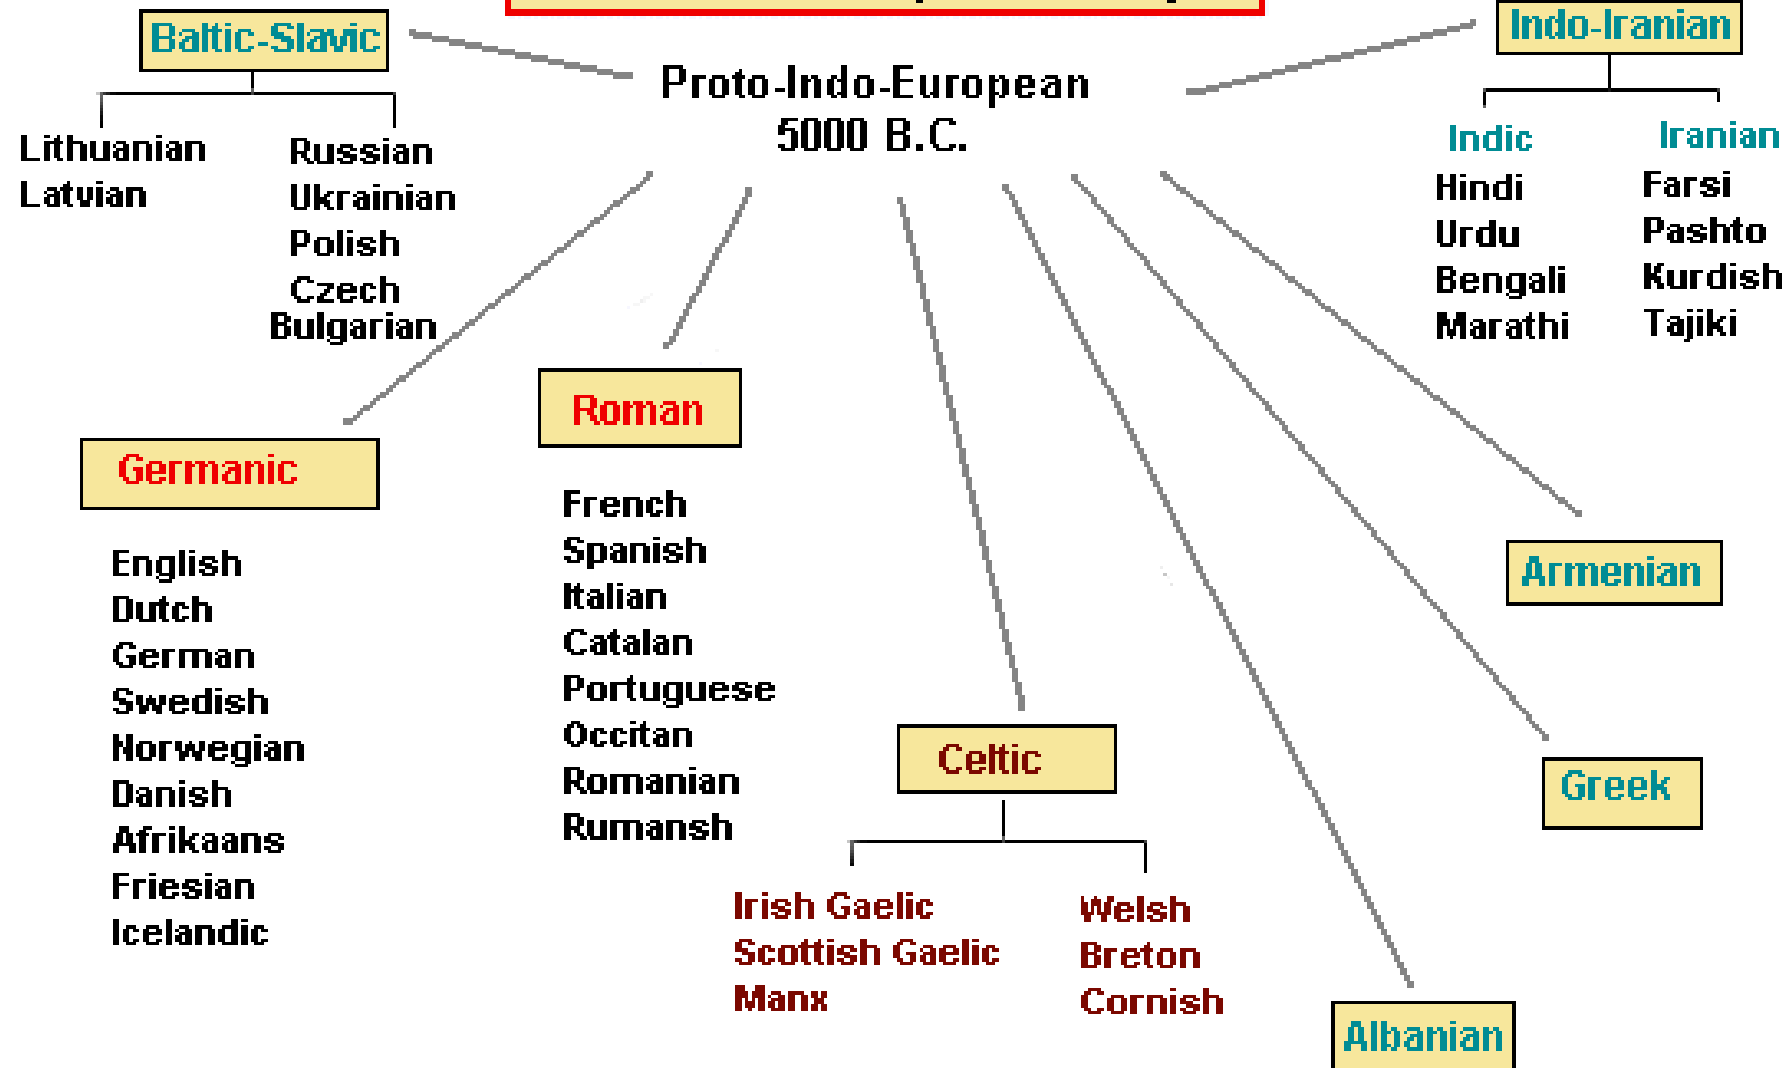 Baltic-Slavic
Indo-Iranian
Proto-Indo-European
5000 B.C.
Lithuanian
Latvian
Russian
Ukrainian
Polish
Czech
Bulgarian
Indic
Hindi
Urdu
Bengali
Marathi
Iranian
Farsi
Pashto
Kurdish
Tajiki
Germanic
English
Dutch
German
Swedish
Norwegian
Danish
Afrikaans
Friesian
Icelandic
Roman
French
Spanish
Italian
Catalan
Portuguese
Occitan
Romanian
Rumansh
Celtic
Irish Gaelic
Scottish Gaelic
Manx
Welsh
Breton
Cornish
Armenian
Greek
Albanian